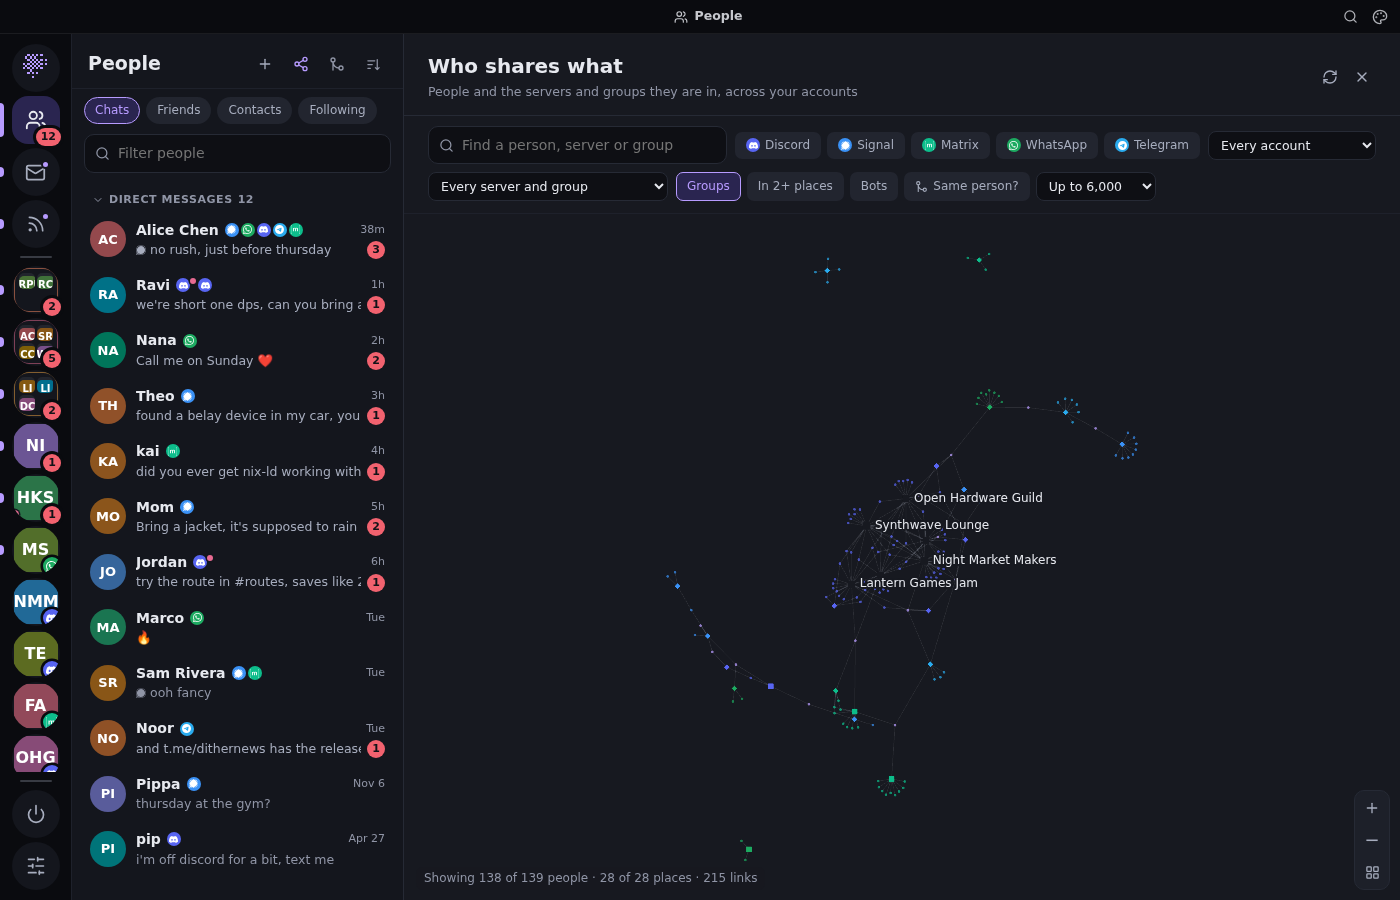 People
People
12
Chats
Friends
Contacts
Following
Filter people
DIRECT MESSAGES 12
AC
Alice Chen
38m
no rush, just before thursday
3
RA
Ravi
1h
we're short one dps, can you bring
1
NA
Nana
2h
Call me on Sunday ❤️
2
TH
Theo
3h
found a belay device in my car, you
1
KA
kai
4h
did you ever get nix-ld working with
1
MO
Mom
5h
Bring a jacket, it's supposed to rain
2
JO
Jordan
6h
try the route in #routes, saves like
1
MA
Marco
Tue
🔥
SR
Sam Rivera
Tue
ooh fancy
NO
Noor
Tue
and t.me/dithernews has the release
1
PI
Pippa
Nov 6
thursday at the gym?
PI
pip
Apr 27
i'm off discord for a bit, text me
RP RC
2
AC SR
CC
5
LI LI
DC
2
NI
1
HKS
1
MS
NMM
TE
FA
OHG
Who shares what
People and the servers and groups they are in, across your accounts
Find a person, server or group
Discord
Signal
Matrix
WhatsApp
Telegram
Every account
Every server and group
Groups
In 2+ places
Bots
Same person?
Up to 6,000
Open Hardware Guild
Synthwave Lounge
Night Market Makers
Lantern Games Jam
Showing 138 of 139 people · 28 of 28 places · 215 links